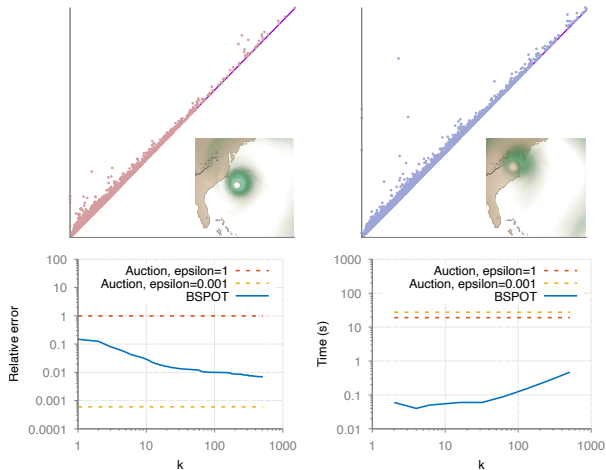 Auction, epsilon=1
Auction, epsilon=0.001
BSPOT
100
10
1
0.1
0.01
0.001
0.0001
Relative error
1 10 100 1000
k
Auction, epsilon=1
Auction, epsilon=0.001
BSPOT
1000
100
10
1
0.1
0.01
Time (s)
1 10 100 1000
k